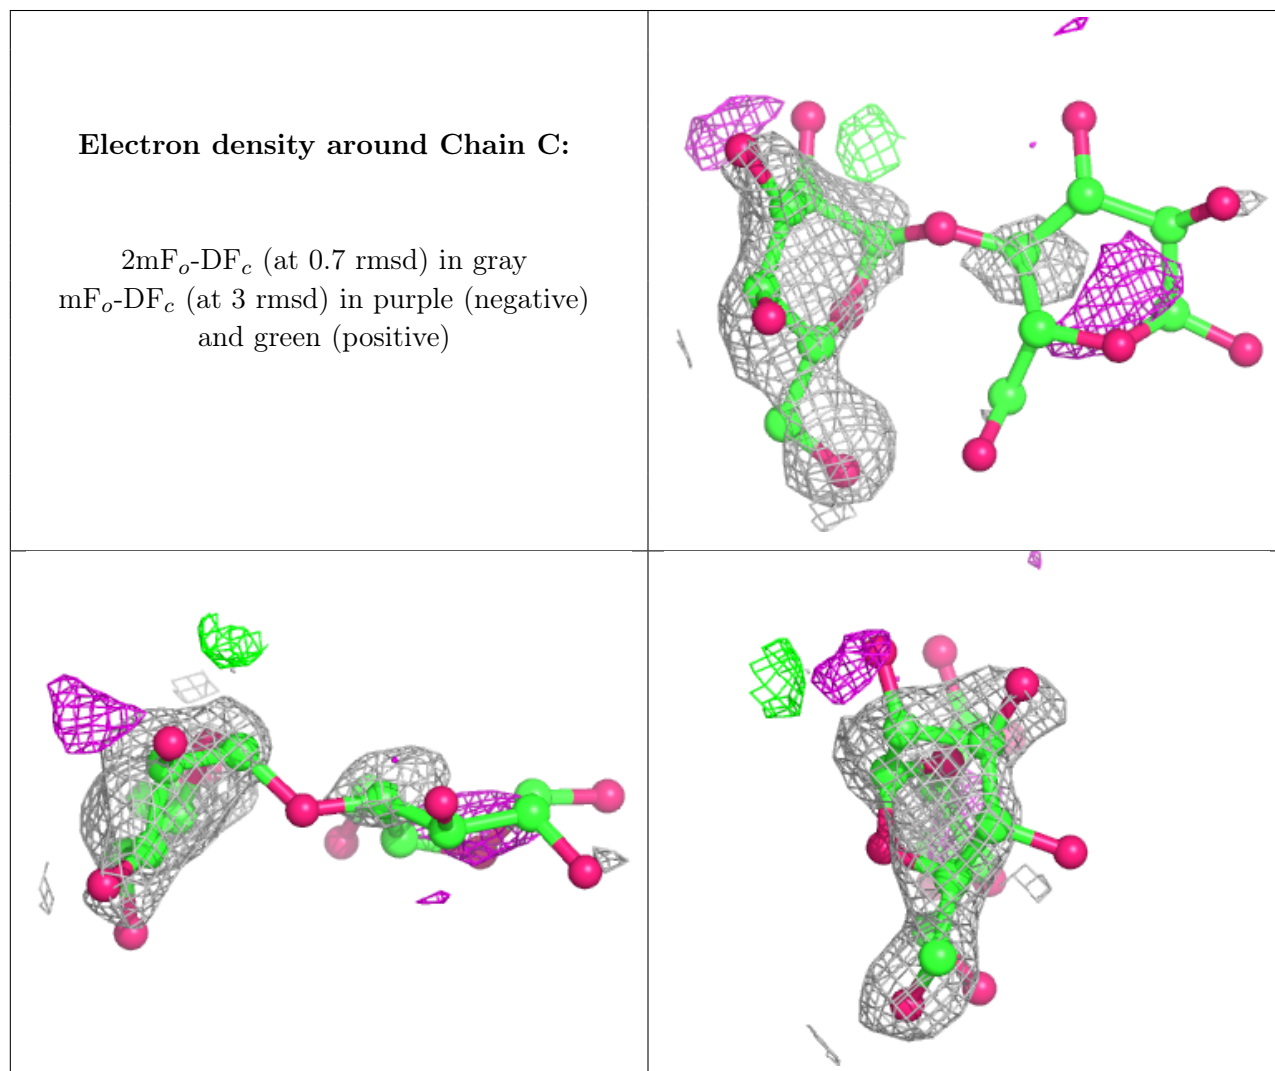 Electron density around Chain C:
2mFₒ-DF𝒸 (at 0.7 rmsd) in gray
mFₒ-DF𝒸 (at 3 rmsd) in purple (negative)
and green (positive)